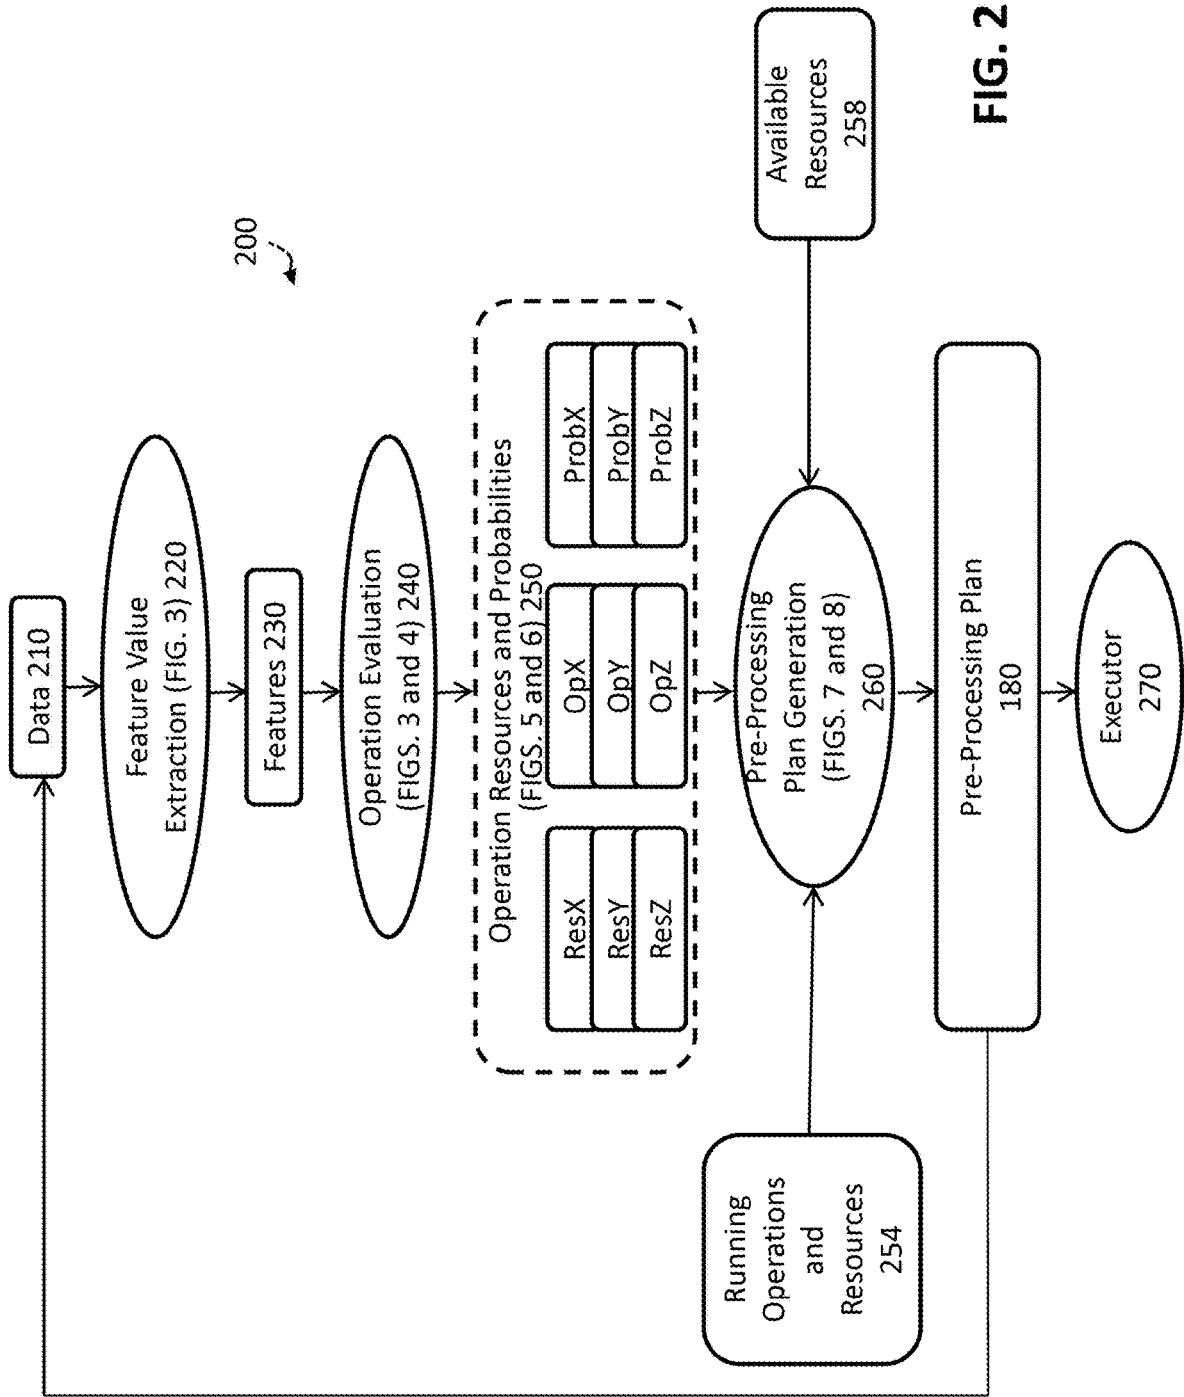 200
Data 210
Feature Value
Extraction (FIG. 3) 220
Features 230
Operation Evaluation
(FIGS. 3 and 4) 240
Operation Resources and Probabilities
(FIGS. 5 and 6) 250
ResX
OpX
ProbX
ResY
OpY
ProbY
ResZ
OpZ
ProbZ
Running
Operations
and
Resources
254
Pre-Processing
Plan Generation
(FIGS. 7 and 8)
260
Available
Resources
258
Pre-Processing Plan
180
Executor
270
FIG. 2